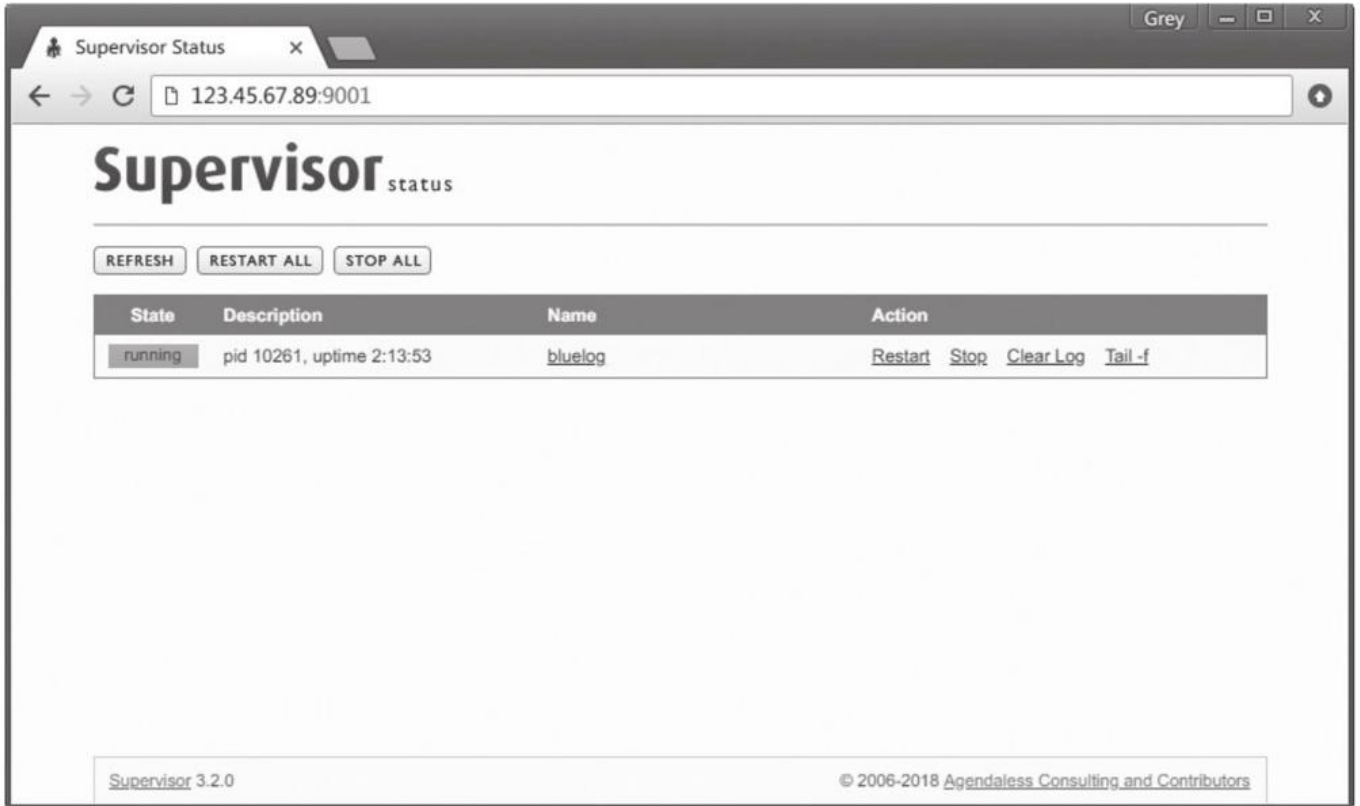 Grey
Supervisor Status
123.45.67.89:9001
Supervisor status
REFRESH RESTART ALL STOP ALL
State Description Name Action
running pid 10261, uptime 2:13:53 bluelog Restart Stop Clear Log Tail -f
Supervisor 3.2.0 © 2006-2018 Agendaless Consulting and Contributors